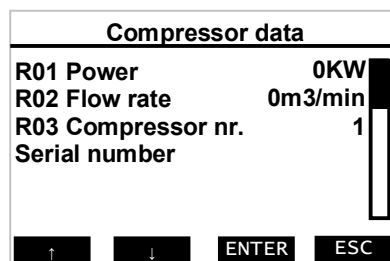 Compressor data
R01 Power 0KW
R02 Flow rate 0m3/min
R03 Compressor nr. 1
Serial number
↑ ↓ ENTER ESC